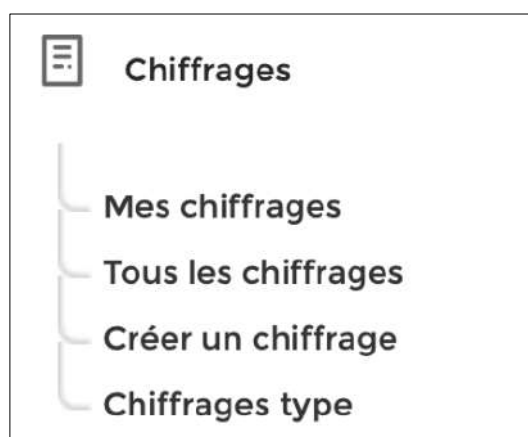 Chiffrages
Mes chiffrages
Tous les chiffrages
Créer un chiffrage
Chiffrages type